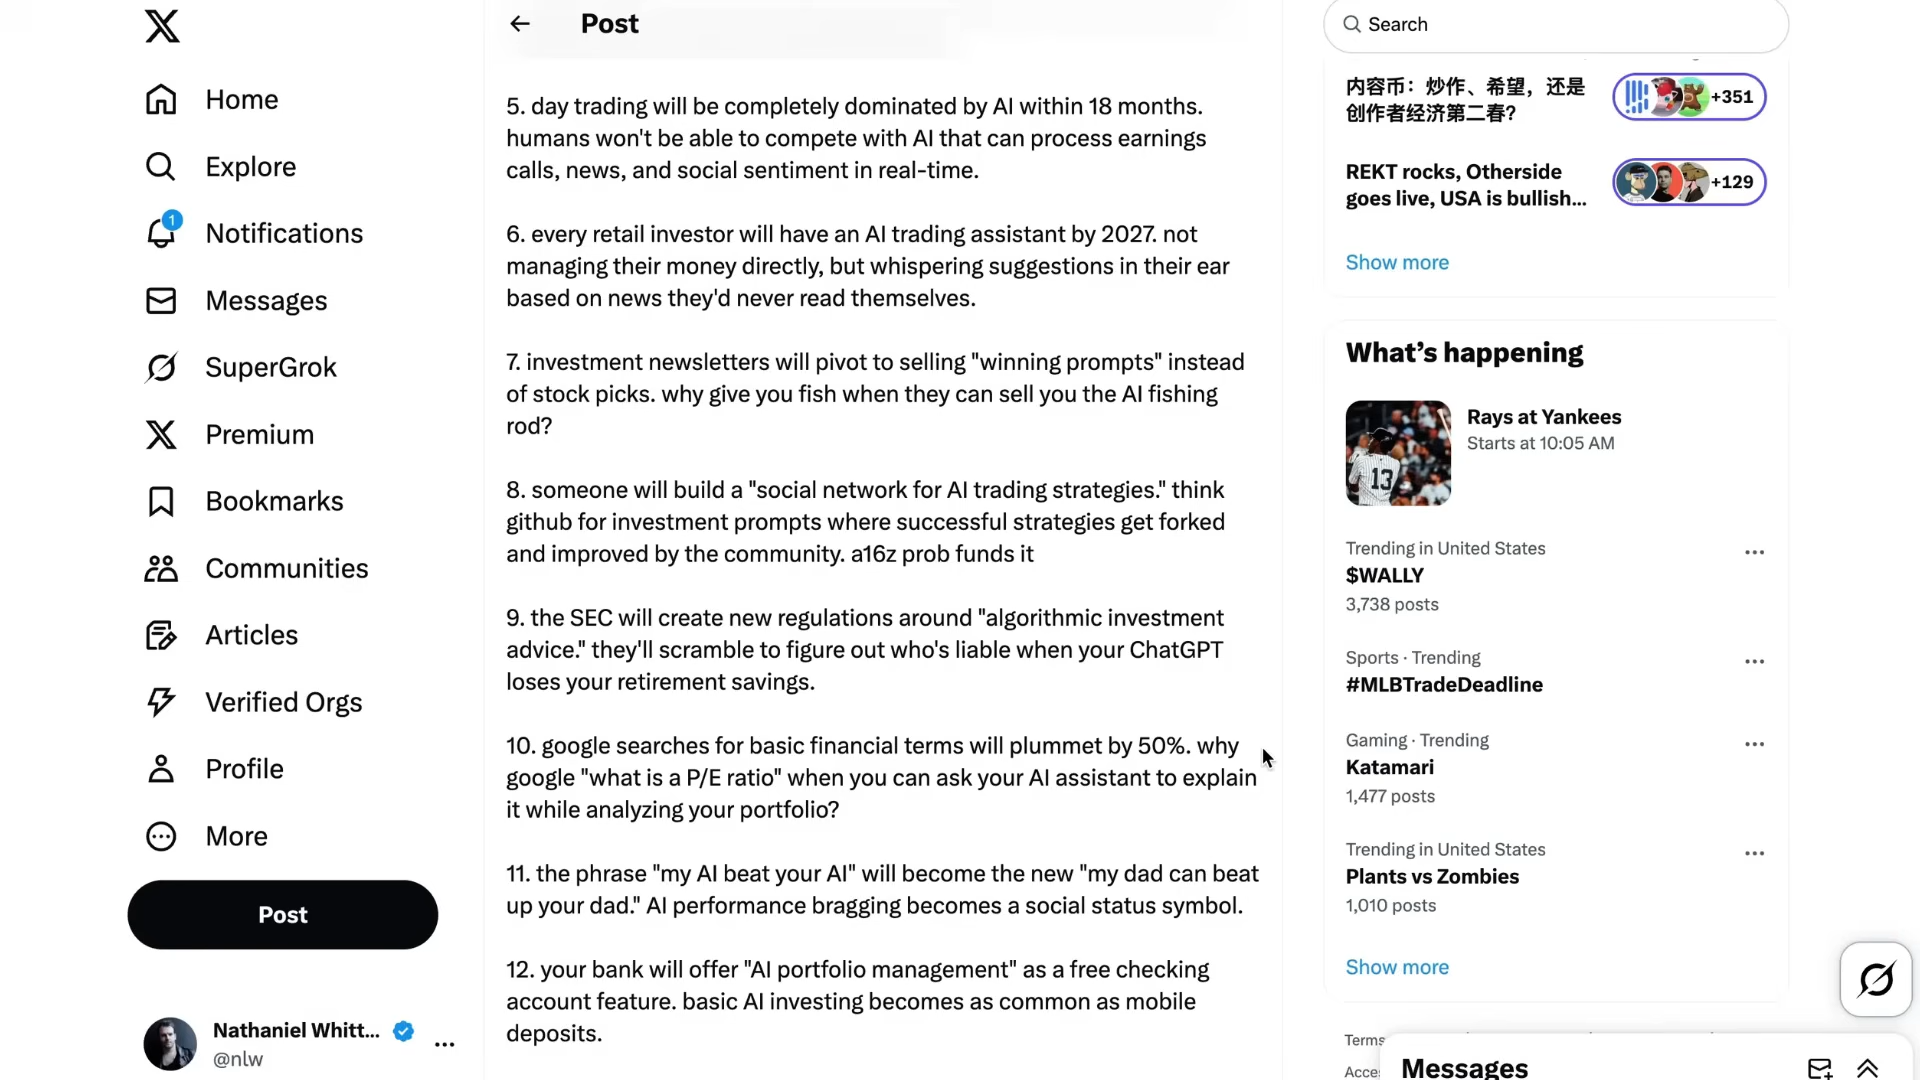 Home
Explore
1
Notifications
Messages
SuperGrok
Premium
Bookmarks
Communities
Articles
Verified Orgs
Profile
More
Post
Nathaniel Whitt...
@nlw
Post
5. day trading will be completely dominated by AI within 18 months.
humans won't be able to compete with AI that can process earnings
calls, news, and social sentiment in real-time.
6. every retail investor will have an AI trading assistant by 2027. not
managing their money directly, but whispering suggestions in their ear
based on news they'd never read themselves.
7. investment newsletters will pivot to selling "winning prompts" instead
of stock picks. why give you fish when they can sell you the AI fishing
rod?
8. someone will build a "social network for AI trading strategies." think
github for investment prompts where successful strategies get forked
and improved by the community. a16z prob funds it
9. the SEC will create new regulations around "algorithmic investment
advice." they'll scramble to figure out who's liable when your ChatGPT
loses your retirement savings.
10. google searches for basic financial terms will plummet by 50%. why
google "what is a P/E ratio" when you can ask your AI assistant to explain
it while analyzing your portfolio?
11. the phrase "my AI beat your AI" will become the new "my dad can beat
up your dad." AI performance bragging becomes a social status symbol.
12. your bank will offer "AI portfolio management" as a free checking
account feature. basic AI investing becomes as common as mobile
deposits.
Search
内容币：炒作、希望，还是
创作者经济第二春？
+351
REKT rocks, Otherside
goes live, USA is bullish...
+129
Show more
What's happening
13
Rays at Yankees
Starts at 10:05 AM
Trending in United States
$WALLY
3,738 posts
Sports · Trending
#MLBTradeDeadline
Gaming · Trending
Katamari
1,477 posts
Trending in United States
Plants vs Zombies
1,010 posts
Show more
Terms
Messages